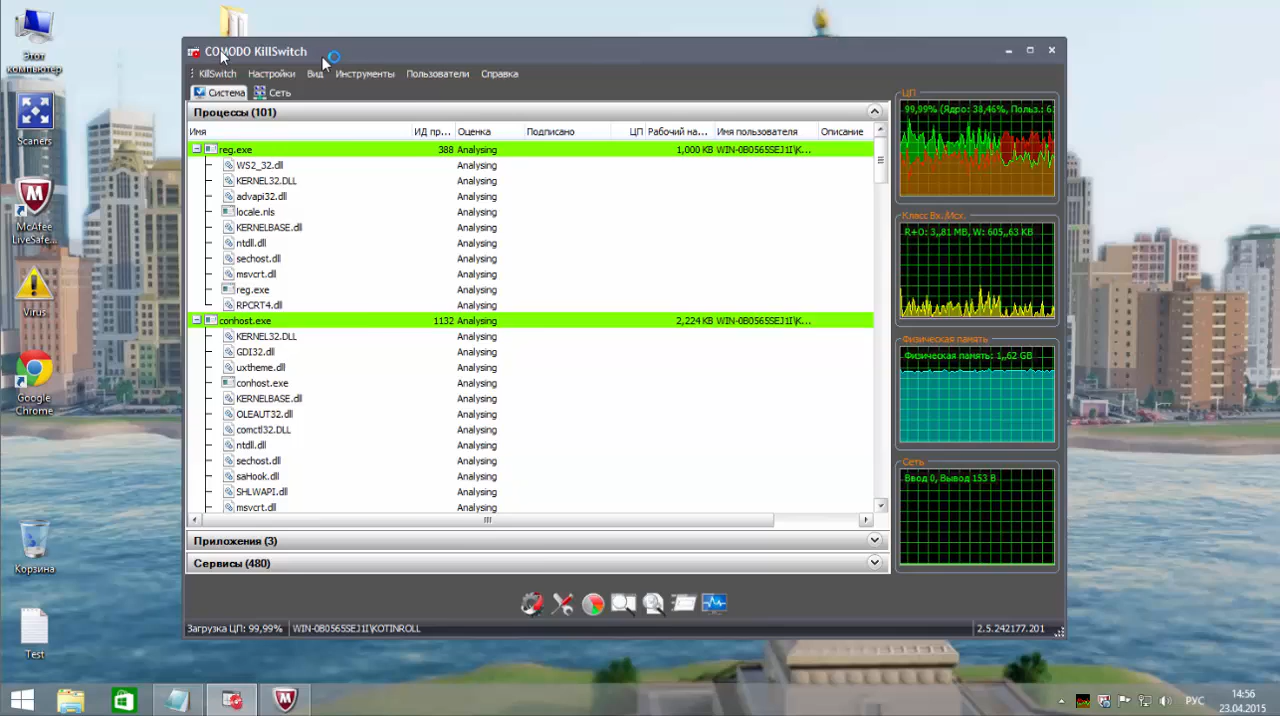 Этот
компьютер
Scaners
McAfee
LiveSafe...
Virus
Google
Chrome
Корзина
Test
COMODO KillSwitch
KillSwitch Настройки Вид Инструменты Пользователи Справка
Система Сеть
Процессы (101)
Имя ИД пр... Оценка Подписано ЦП Рабочий на... Имя пользователя Описание
reg.exe 388 Analysing 1,000 KB WIN-0B0565SEJ1I\K...
WS2_32.dll Analysing
KERNEL32.DLL Analysing
advapi32.dll Analysing
locale.nls Analysing
KERNELBASE.dll Analysing
ntdll.dll Analysing
sechost.dll Analysing
msvcrt.dll Analysing
reg.exe Analysing
RPCRT4.dll Analysing
conhost.exe 1132 Analysing 2,224 KB WIN-0B0565SEJ1I\K...
KERNEL32.DLL Analysing
GDI32.dll Analysing
uxtheme.dll Analysing
conhost.exe Analysing
KERNELBASE.dll Analysing
OLEAUT32.dll Analysing
comctl32.DLL Analysing
ntdll.dll Analysing
sechost.dll Analysing
saHook.dll Analysing
SHLWAPI.dll Analysing
msvcrt.dll Analysing
Приложения (3)
Сервисы (480)
ЦП
99,99% (Ядро: 38,46%, Польз.: 6
Класс Вх./Исх.
R+O: 3,,81 MB, W: 605,,63 KB
Физическая память
Физическая память: 1,,62 GB
Сеть
Ввод 0, Вывод 153 B
Загрузка ЦП: 99,99% WIN-0B0565SEJ1I\KOTINROLL 2.5.242177.201
РУС
14:56
23.04.2015